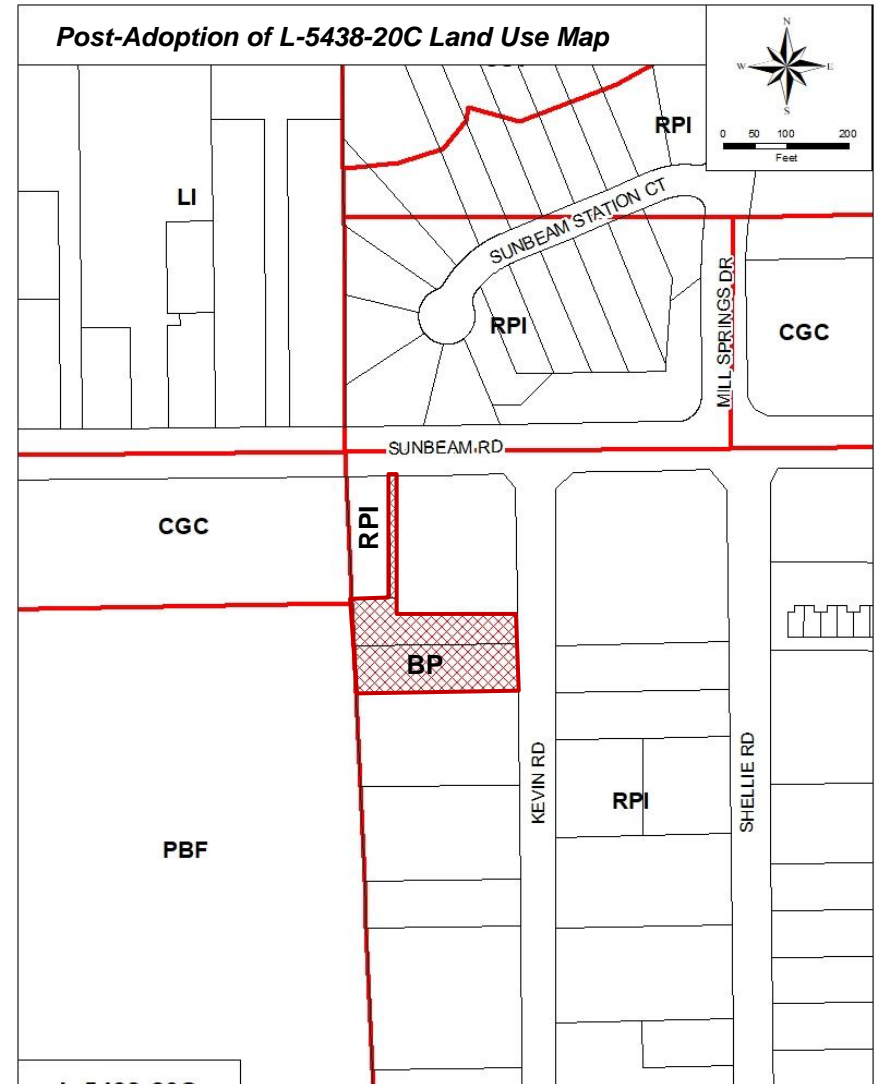 Post-Adoption of L-5438-20C Land Use Map
N
W E
S
0 50 100 200
Feet
RPI
LI
SUNBEAM STATION CT
RPI
MILL SPRINGS DR
CGC
SUNBEAM RD
CGC
RPI
BP
KEVIN RD
RPI
SHELLIE RD
PBF